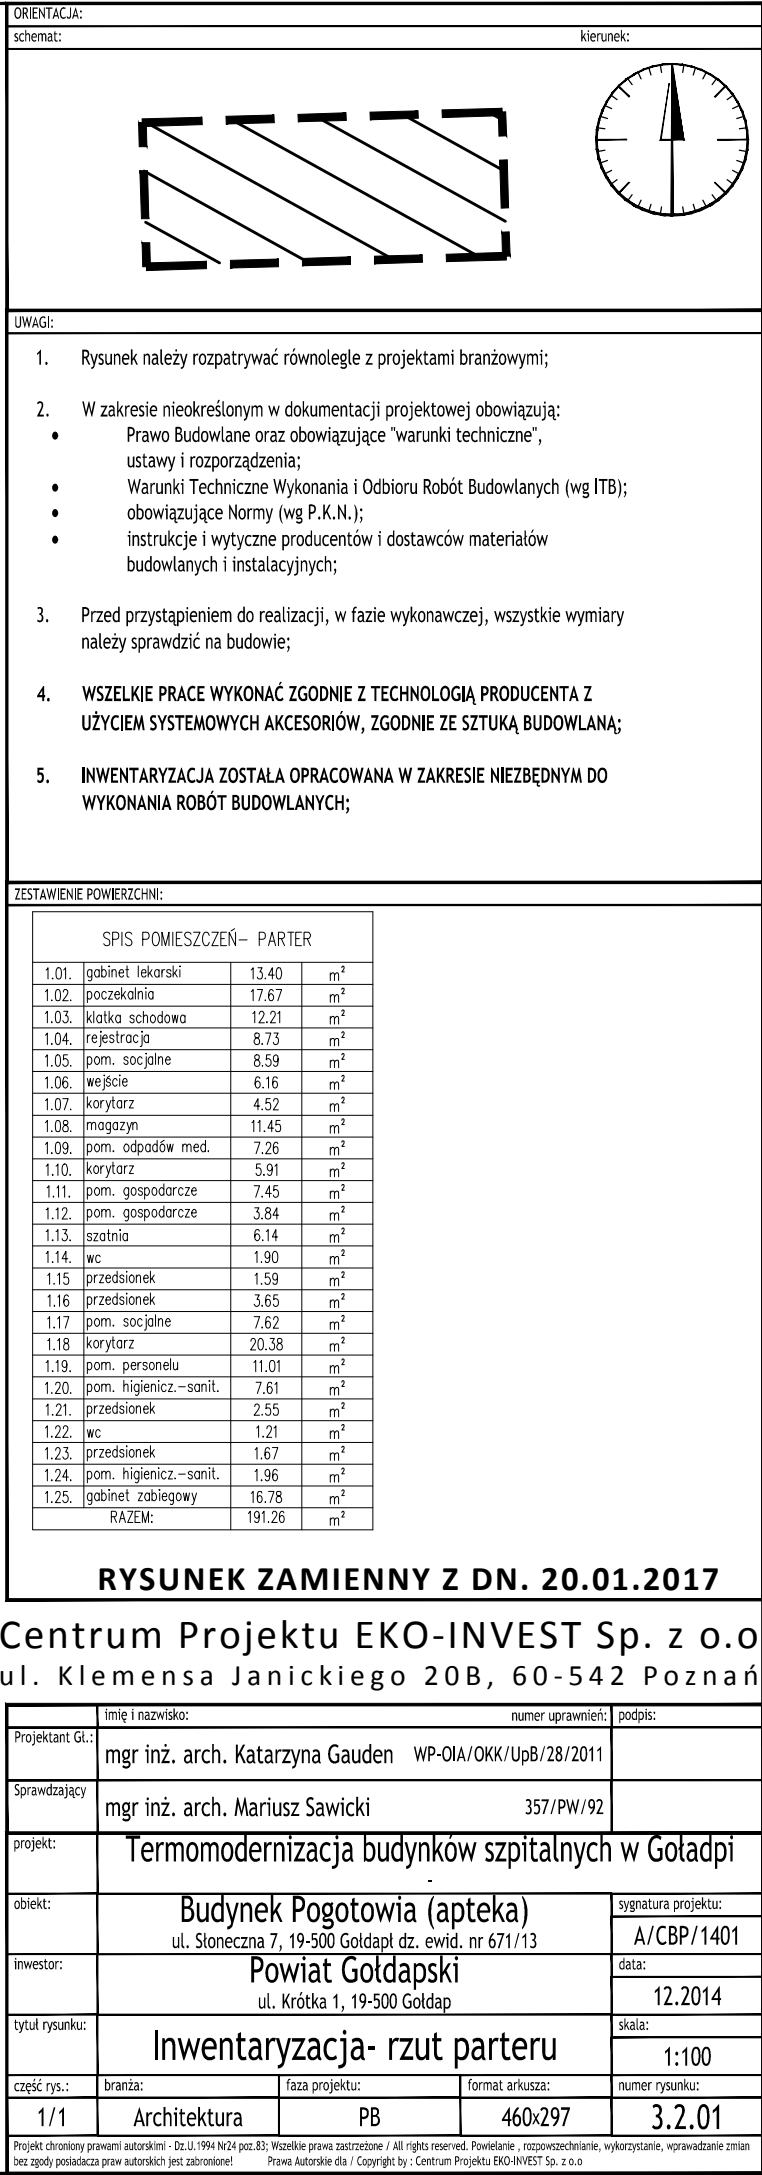 ORIENTACJA:
schemat: kierunek:
UWAGI:
1. Rysunek należy rozpatrywać równolegle z projektami branżowymi;
2. W zakresie nieokreślonym w dokumentacji projektowej obowiązują:
• Prawo Budowlane oraz obowiązujące "warunki techniczne",
ustawy i rozporządzenia;
• Warunki Techniczne Wykonania i Odbioru Robót Budowlanych (wg ITB);
• obowiązujące Normy (wg P.K.N.);
• instrukcje i wytyczne producentów i dostawców materiałów
budowlanych i instalacyjnych;
3. Przed przystąpieniem do realizacji, w fazie wykonawczej, wszystkie wymiary
należy sprawdzić na budowie;
4. WSZELKIE PRACE WYKONAĆ ZGODNIE Z TECHNOLOGIĄ PRODUCENTA Z
UŻYCIEM SYSTEMOWYCH AKCESORIÓW, ZGODNIE ZE SZTUKĄ BUDOWLANĄ;
5. INWENTARYZACJA ZOSTAŁA OPRACOWANA W ZAKRESIE NIEZBĘDNYM DO
WYKONANIA ROBÓT BUDOWLANYCH;
ZESTAWIENIE POWIERZCHNI:
SPIS POMIESZCZEŃ– PARTER
1.01. gabinet lekarski 13.40 m²
1.02. poczekalnia 17.67 m²
1.03. klatka schodowa 12.21 m²
1.04. rejestracja 8.73 m²
1.05. pom. socjalne 8.59 m²
1.06. wejście 6.16 m²
1.07. korytarz 4.52 m²
1.08. magazyn 11.45 m²
1.09. pom. odpadów med. 7.26 m²
1.10. korytarz 5.91 m²
1.11. pom. gospodarcze 7.45 m²
1.12. pom. gospodarcze 3.84 m²
1.13. szatnia 6.14 m²
1.14. wc 1.90 m²
1.15 przedsionek 1.59 m²
1.16 przedsionek 3.65 m²
1.17 pom. socjalne 7.62 m²
1.18 korytarz 20.38 m²
1.19. pom. personelu 11.01 m²
1.20. pom. higienicz.–sanit. 7.61 m²
1.21. przedsionek 2.55 m²
1.22. wc 1.21 m²
1.23. przedsionek 1.67 m²
1.24. pom. higienicz.–sanit. 1.96 m²
1.25. gabinet zabiegowy 16.78 m²
RAZEM: 191.26 m²
RYSUNEK ZAMIENNY Z DN. 20.01.2017
Centrum Projektu EKO-INVEST Sp. z o.o
ul. Klemensa Janickiego 20B, 60-542 Poznań
imię i nazwisko: numer uprawnień: podpis:
Projektant Gł.: mgr inż. arch. Katarzyna Gauden WP-OIA/OKK/UpB/28/2011
Sprawdzający mgr inż. arch. Mariusz Sawicki 357/PW/92
projekt: Termomodernizacja budynków szpitalnych w Goładpi
-
obiekt: Budynek Pogotowia (apteka) sygnatura projektu:
ul. Słoneczna 7, 19-500 Gołdapł dz. ewid. nr 671/13 A/CBP/1401
inwestor: Powiat Gołdapski data:
ul. Krótka 1, 19-500 Gołdap 12.2014
tytuł rysunku: Inwentaryzacja- rzut parteru skala:
1:100
część rys.: branża: faza projektu: format arkusza: numer rysunku:
1/1 Architektura PB 460x297 3.2.01
Projekt chroniony prawami autorskimi - Dz.U.1994 Nr24 poz.83; Wszelkie prawa zastrzeżone / All rights reserved. Powielanie , rozpowszechnianie, wykorzystanie, wprawadzanie zmian
bez zgody posiadacza praw autorskich jest zabronione! Prawa Autorskie dla / Copyright by : Centrum Projektu EKO-INVEST Sp. z o.o